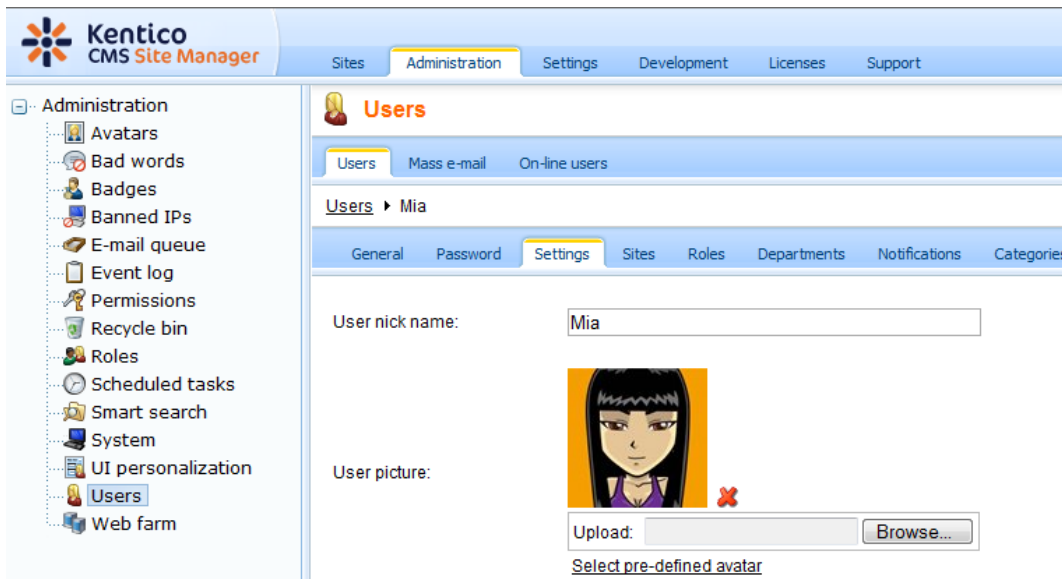 Kentico
CMS Site Manager
Sites Administration Settings Development Licenses Support
Administration
Avatars
Bad words
Badges
Banned IPs
E-mail queue
Event log
Permissions
Recycle bin
Roles
Scheduled tasks
Smart search
System
UI personalization
Users
Web farm
Users
Users Mass e-mail On-line users
Users Mia
General Password Settings Sites Roles Departments Notifications Categories
User nick name: Mia
User picture:
Upload: Browse...
Select pre-defined avatar